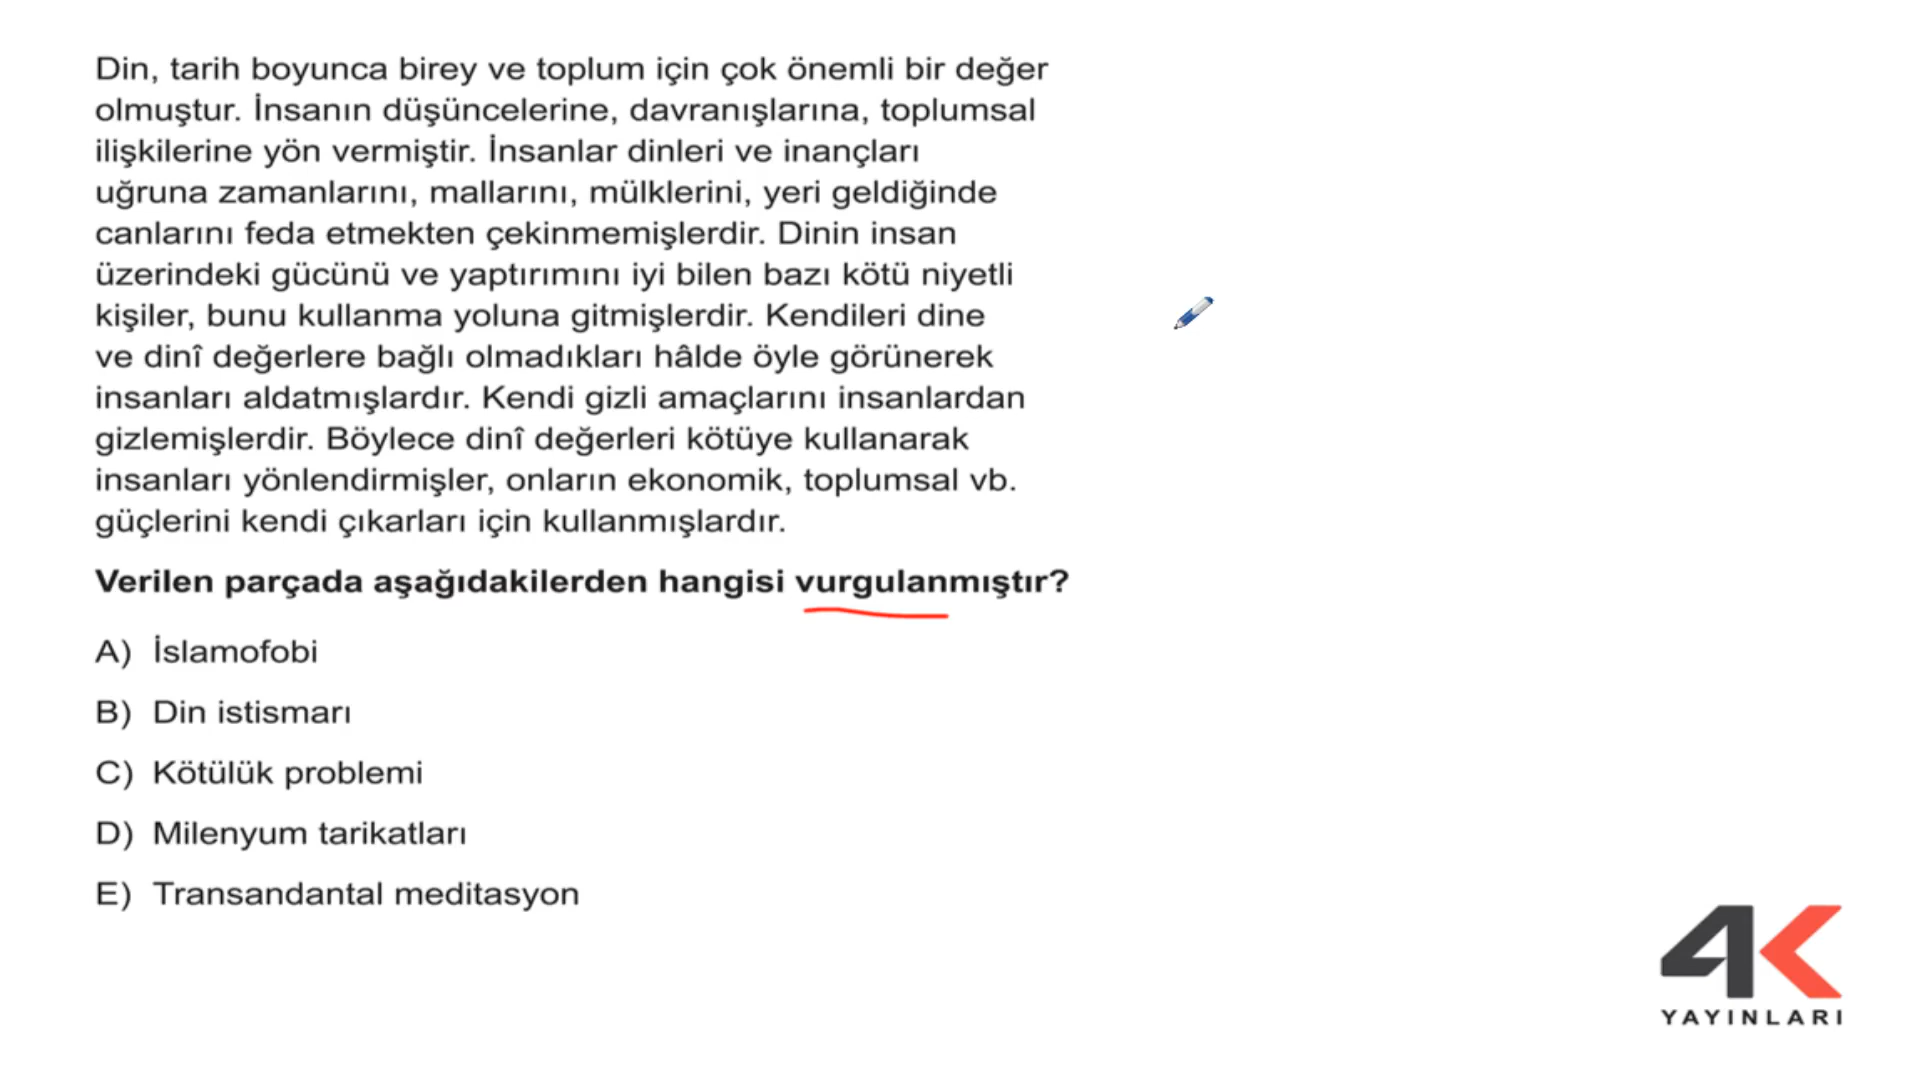 Din, tarih boyunca birey ve toplum için çok önemli bir değer
olmuştur. İnsanın düşüncelerine, davranışlarına, toplumsal
ilişkilerine yön vermiştir. İnsanlar dinleri ve inançları
uğruna zamanlarını, mallarını, mülklerini, yeri geldiğinde
canlarını feda etmekten çekinmemişlerdir. Dinin insan
üzerindeki gücünü ve yaptırımını iyi bilen bazı kötü niyetli
kişiler, bunu kullanma yoluna gitmişlerdir. Kendileri dine
ve dinî değerlere bağlı olmadıkları hâlde öyle görünerek
insanları aldatmışlardır. Kendi gizli amaçlarını insanlardan
gizlemişlerdir. Böylece dinî değerleri kötüye kullanarak
insanları yönlendirmişler, onların ekonomik, toplumsal vb.
güçlerini kendi çıkarları için kullanmışlardır.
Verilen parçada aşağıdakilerden hangisi vurgulanmıştır?
A) İslamofobi
B) Din istismarı
C) Kötülük problemi
D) Milenyum tarikatları
E) Transandantal meditasyon
4K
YAYINLARI